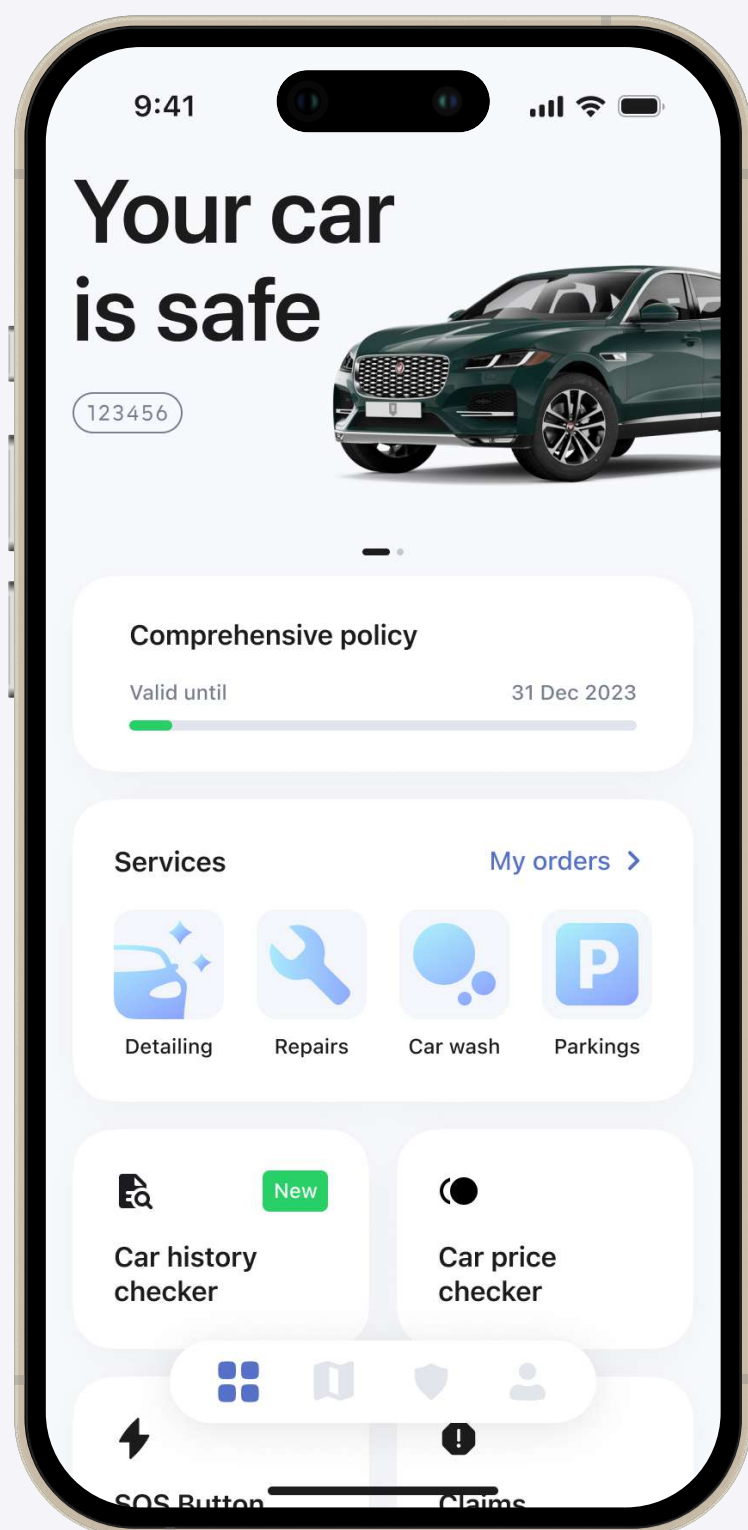 9:41
Your car
is safe
123456
Comprehensive policy
Valid until 31 Dec 2023
Services My orders
Detailing Repairs Car wash Parkings
P
New
Car history
checker
Car price
checker
SOS Button Claims